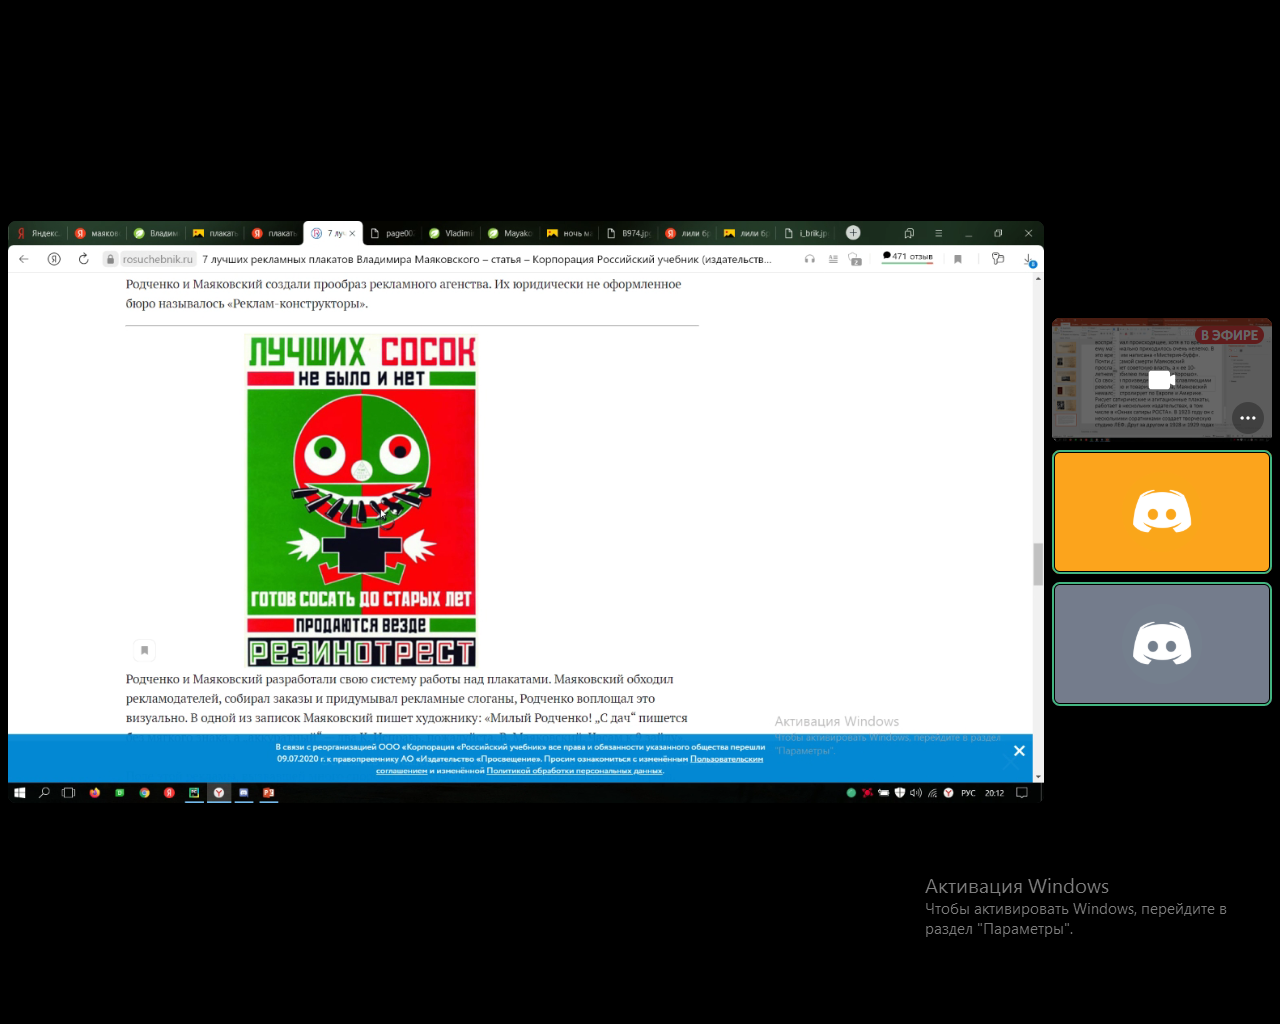 Яндекс
маяков
Владим
плакат
плакат
7 лу
page00
Vladimi
Mayako
ночь ма
B974.jp
лили бр
лили бр
i_brik.jp
rosuchebnik.ru
7 лучших рекламных плакатов Владимира Маяковского – статья – Корпорация Российский учебник (издательств...
471 отзыв
Родченко и Маяковский создали прообраз рекламного агенства. Их юридически не оформленное
бюро называлось «Реклам-конструкторы».
ЛУЧШИХ СОСОК
НЕ БЫЛО И НЕТ
ГОТОВ СОСАТЬ ДО СТАРЫХ ЛЕТ
ПРОДАЮТСЯ ВЕЗДЕ
РЕЗИНОТРЕСТ
Родченко и Маяковский разработали свою систему работы над плакатами. Маяковский обходил
рекламодателей, собирал заказы и придумывал рекламные слоганы, Родченко воплощал это
визуально. В одной из записок Маяковский пишет художнику: «Милый Родченко! „С дач“ пишется
Активация Windows
Чтобы активировать Windows, перейдите в раздел
"Параметры".
В связи с реорганизацией ООО «Корпорация «Российский учебник» все права и обязанности указанного общества перешли
09.07.2020 г. к правопреемнику АО «Издательство «Просвещение». Просим ознакомиться с изменённым Пользовательским
соглашением и изменённой Политикой обработки персональных данных.
РУС
20:12
В ЭФИРЕ
Активация Windows
Чтобы активировать Windows, перейдите в
раздел "Параметры".